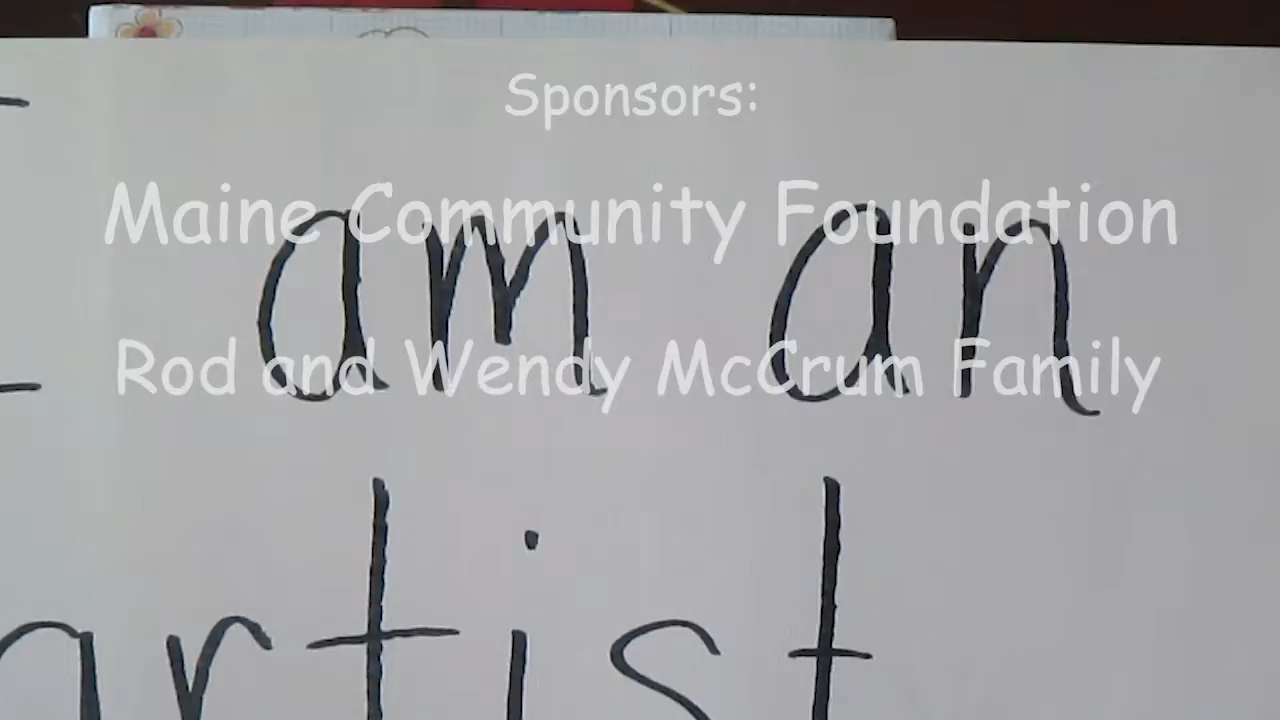 Sponsors:
Maine Community Foundation
am an
Rod and Wendy McCrum Family
artist